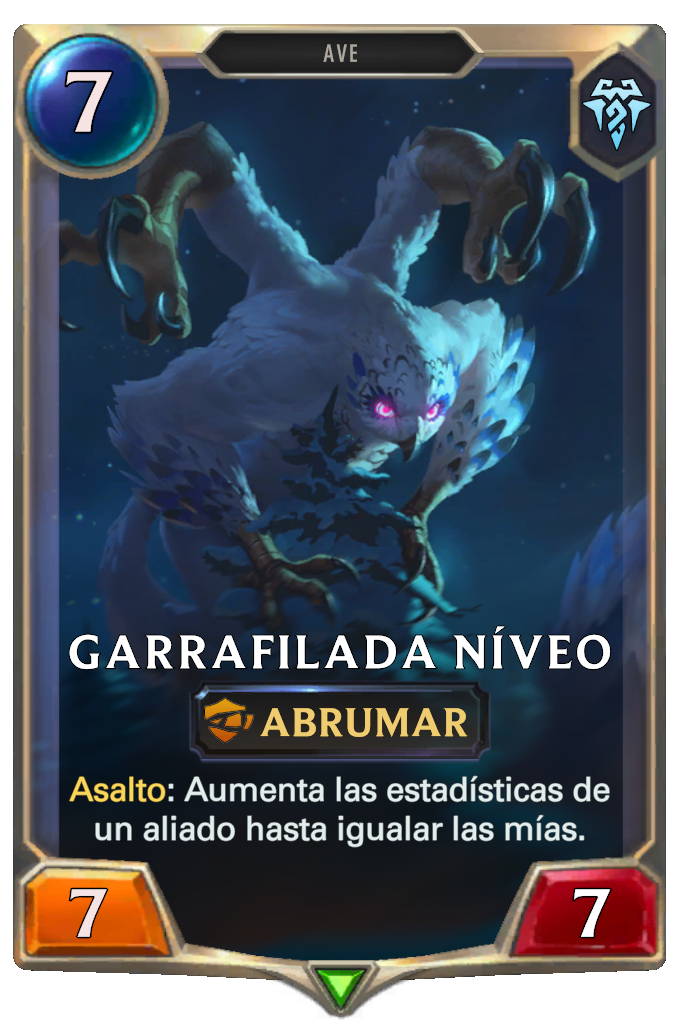 7
AVE
GARRAFILADA NÍVEO
ABRUMAR
Asalto: Aumenta las estadísticas de
un aliado hasta igualar las mías.
7
7